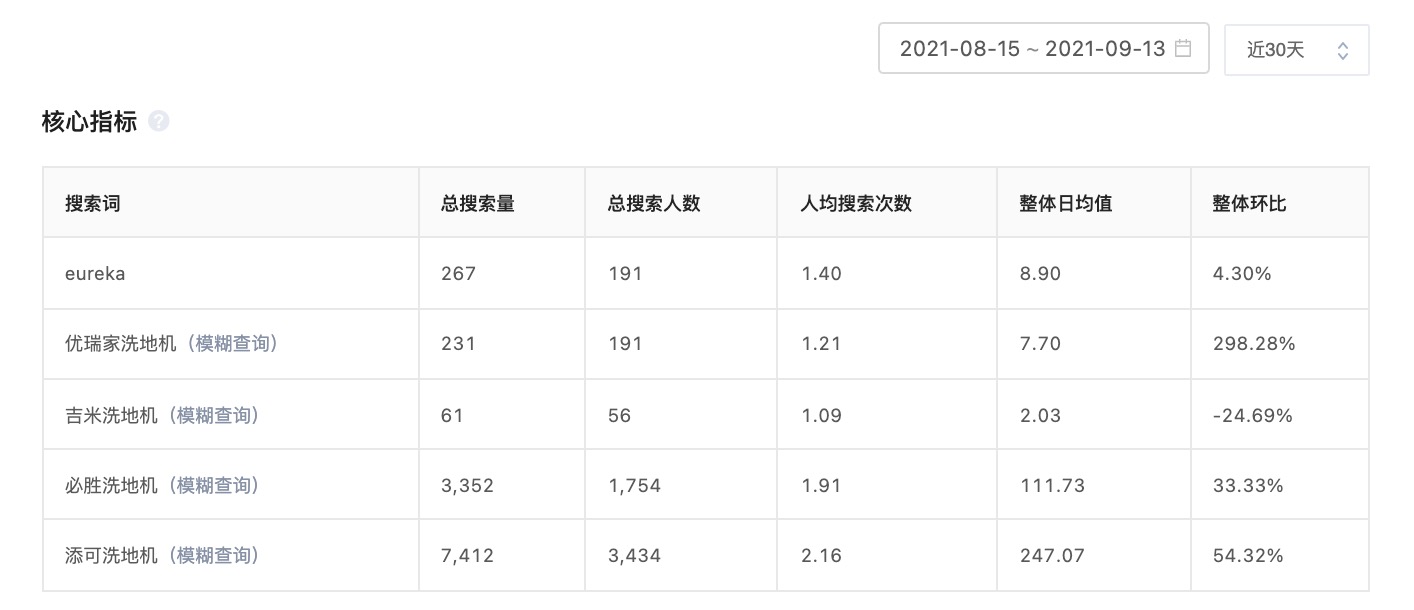 2021-08-15 ~ 2021-09-13 近30天
核心指标 ?
搜索词 总搜索量 总搜索人数 人均搜索次数 整体日均值 整体环比
eureka 267 191 1.40 8.90 4.30%
优瑞家洗地机（模糊查询） 231 191 1.21 7.70 298.28%
吉米洗地机（模糊查询） 61 56 1.09 2.03 -24.69%
必胜洗地机（模糊查询） 3,352 1,754 1.91 111.73 33.33%
添可洗地机（模糊查询） 7,412 3,434 2.16 247.07 54.32%